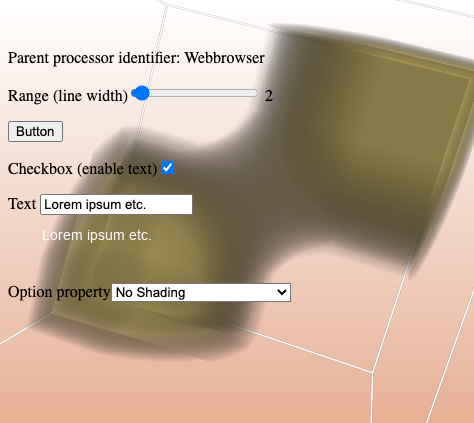 Parent processor identifier: Webbrowser
Range (line width) 2
Button
Checkbox (enable text)
Text Lorem ipsum etc.
Lorem ipsum etc.
Option property No Shading